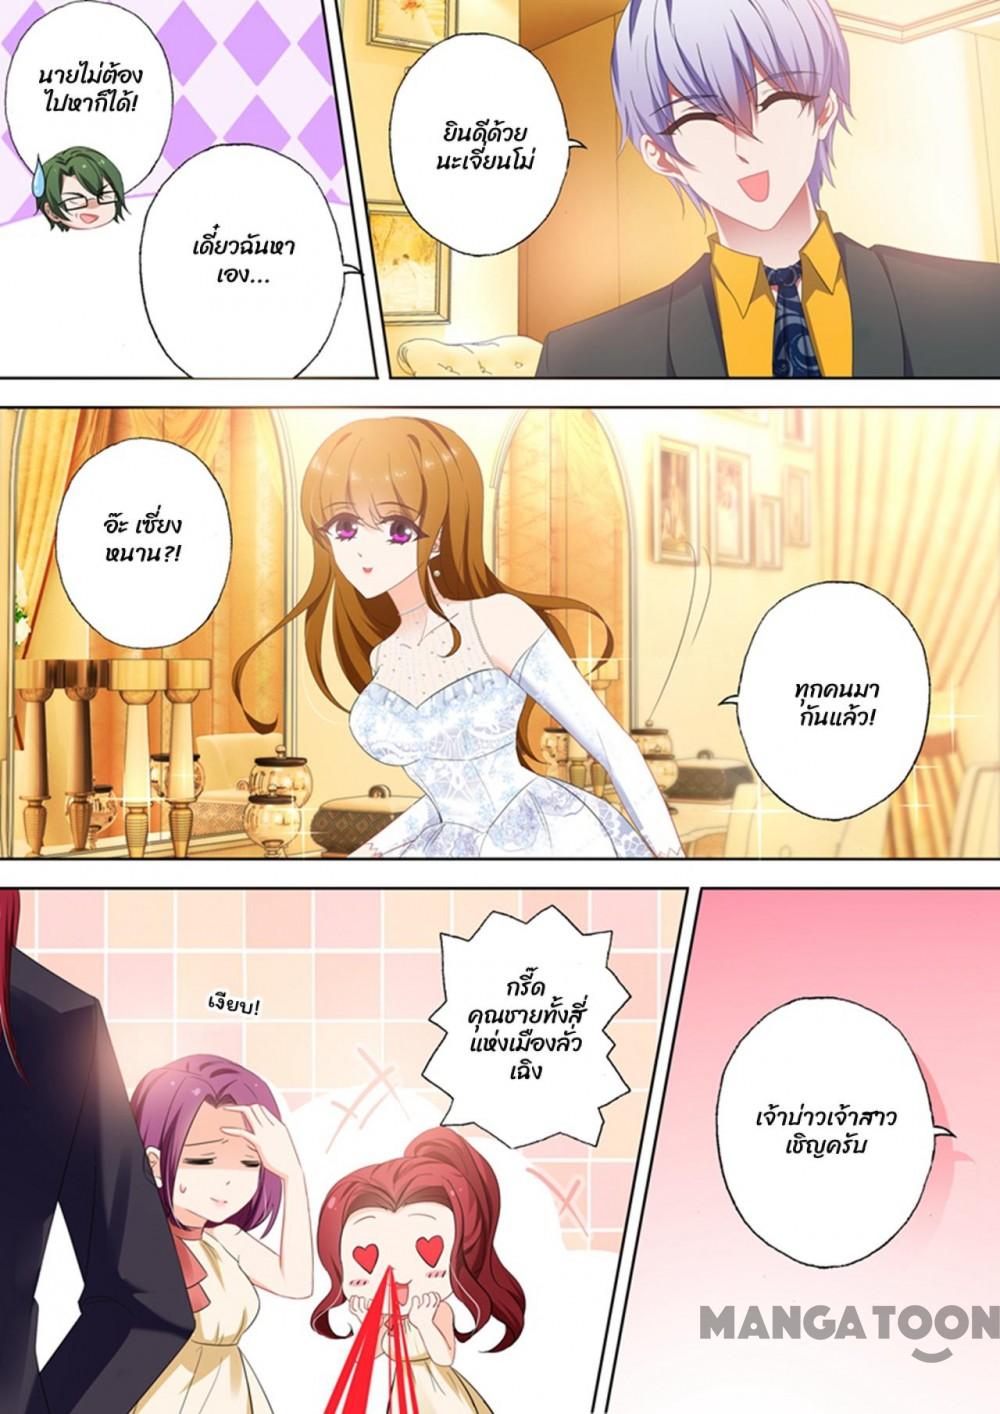 นายไม่ต้อง
ไปหาก็ได้!
เดี๋ยวฉันหา
เอง...
ยินดีด้วย
นะเจี่ยนโม่
อ๊ะ เซี่ยง
หนาน?!
ทุกคนมา
กันแล้ว!
เงียบ!
กรี๊ด
คุณชายทั้งสี่
แห่งเมืองลั่ว
เฉิง
เจ้าบ่าวเจ้าสาว
เชิญครับ
MANGATOON